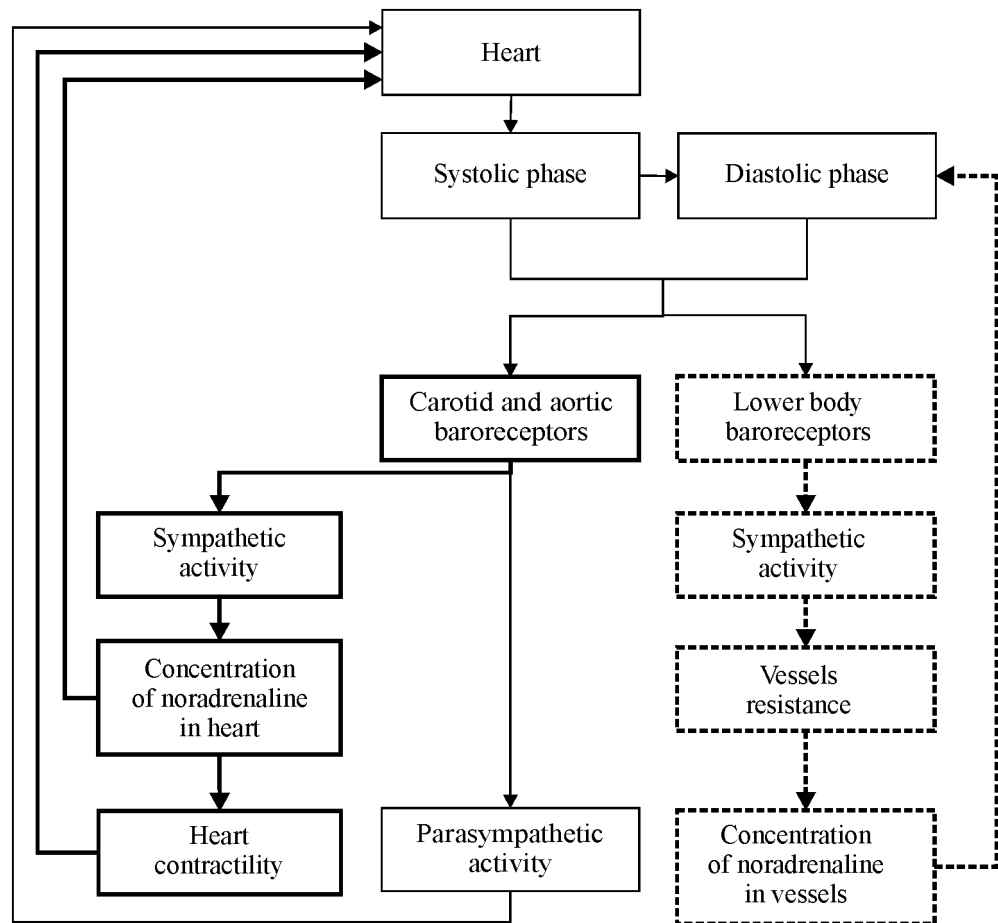 Heart
Systolic phase
Diastolic phase
Carotid and aortic
baroreceptors
Lower body
baroreceptors
Sympathetic
activity
Sympathetic
activity
Concentration
of noradrenaline
in heart
Vessels
resistance
Heart
contractility
Parasympathetic
activity
Concentration
of noradrenaline
in vessels